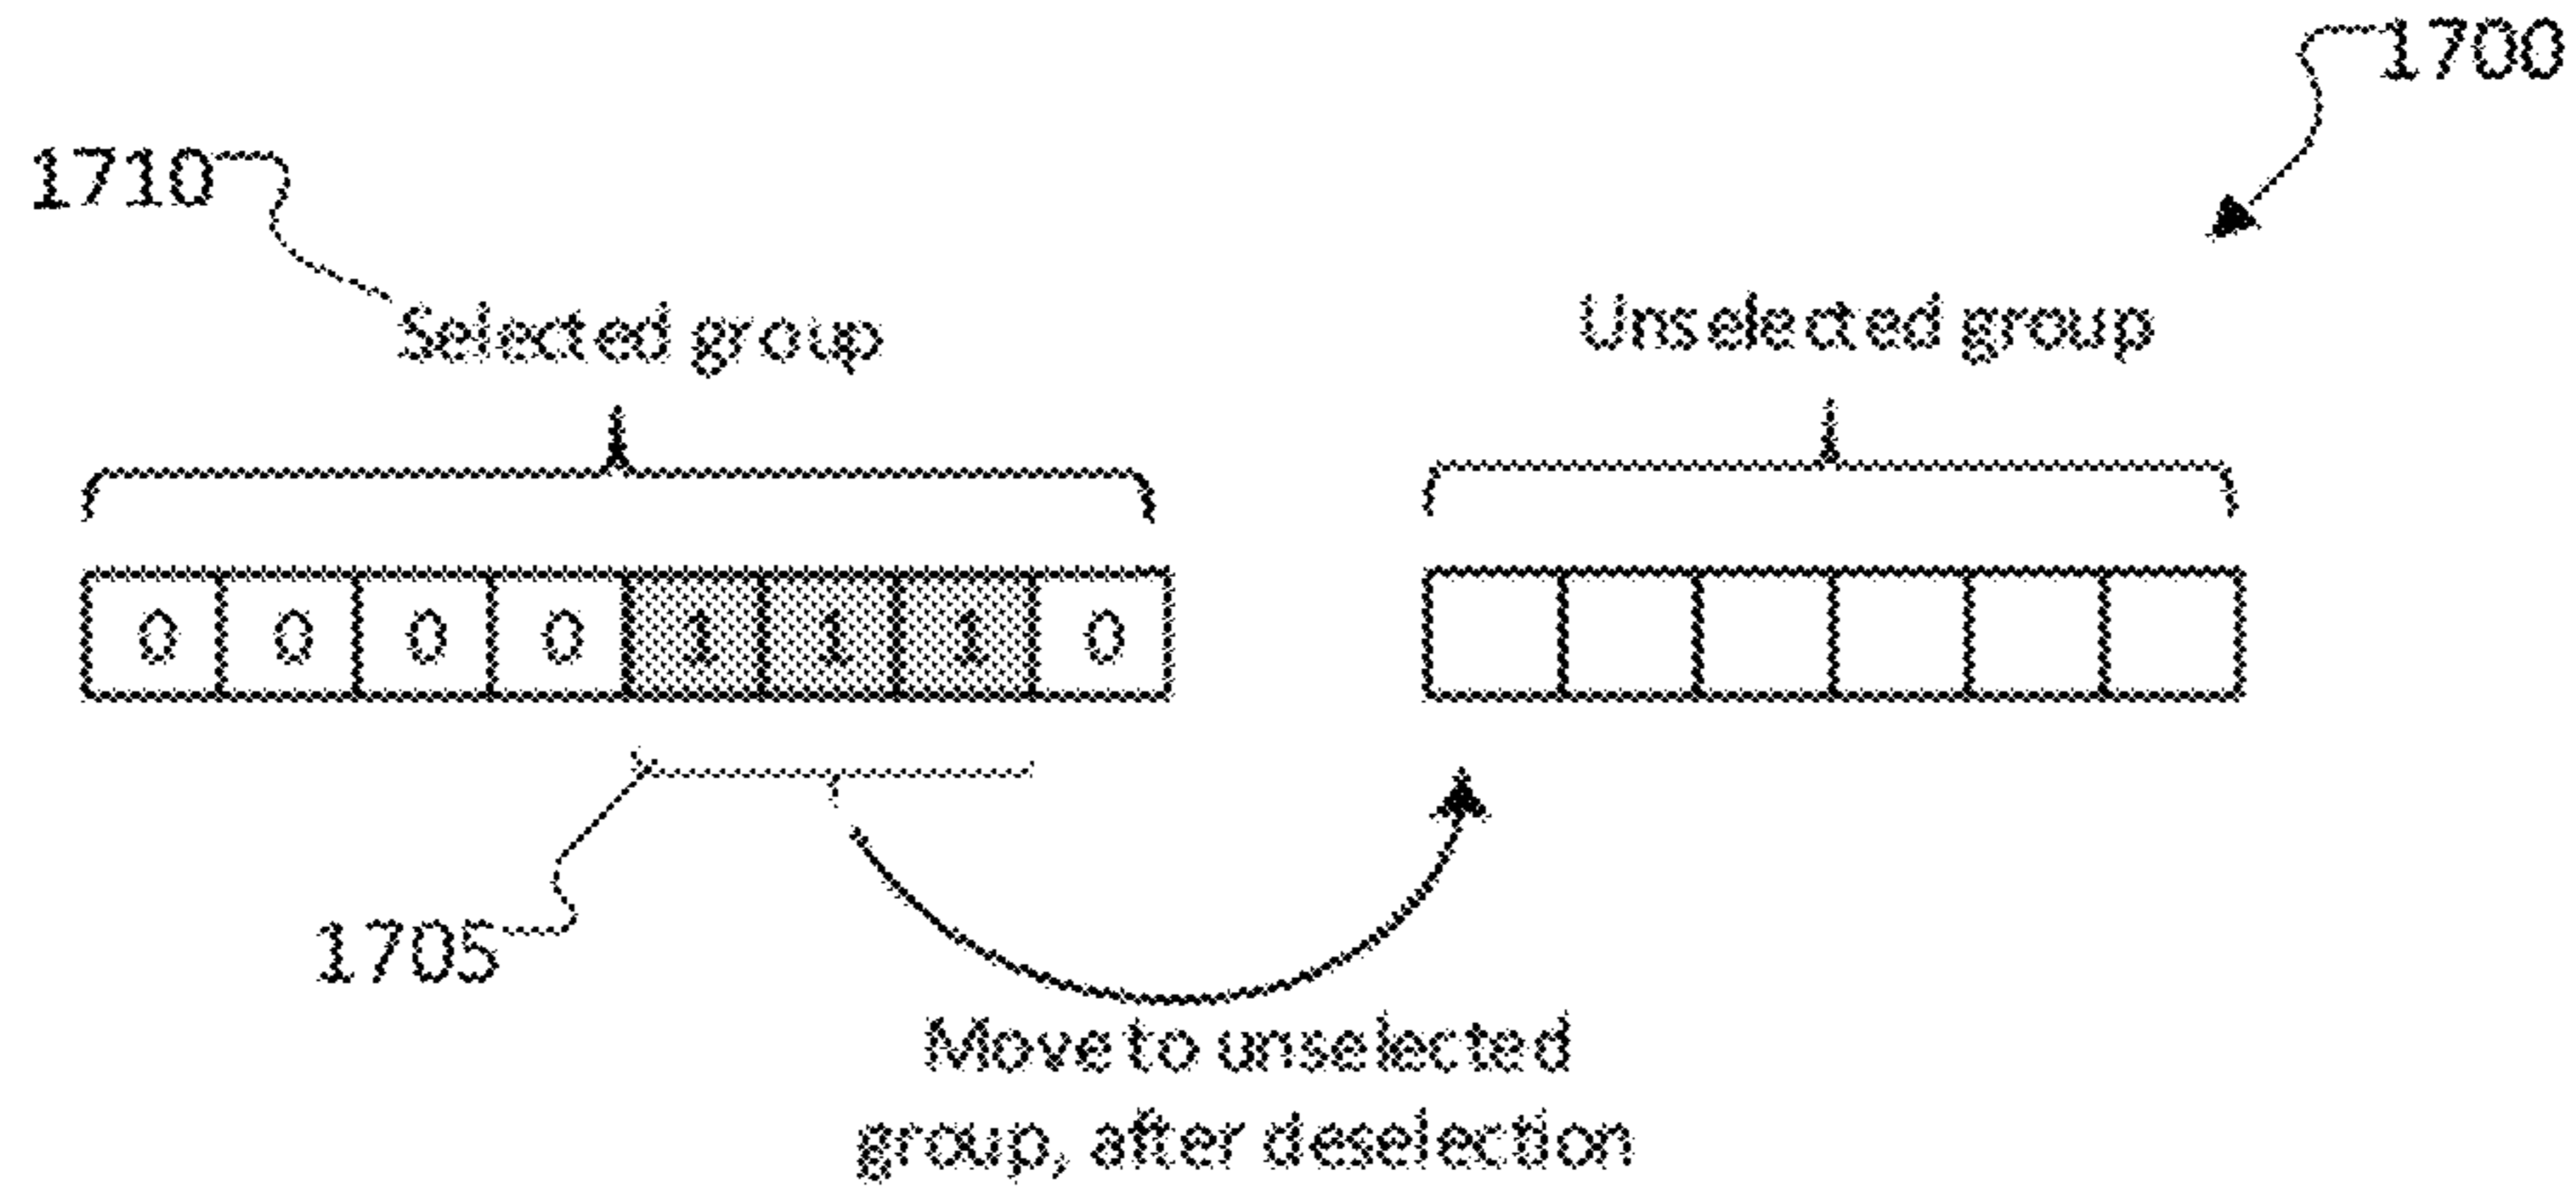 1700
1710
Selected group
Unselected group
0 0 0 0 1 1 1 0
1705
Move to unselected
group, after deselection